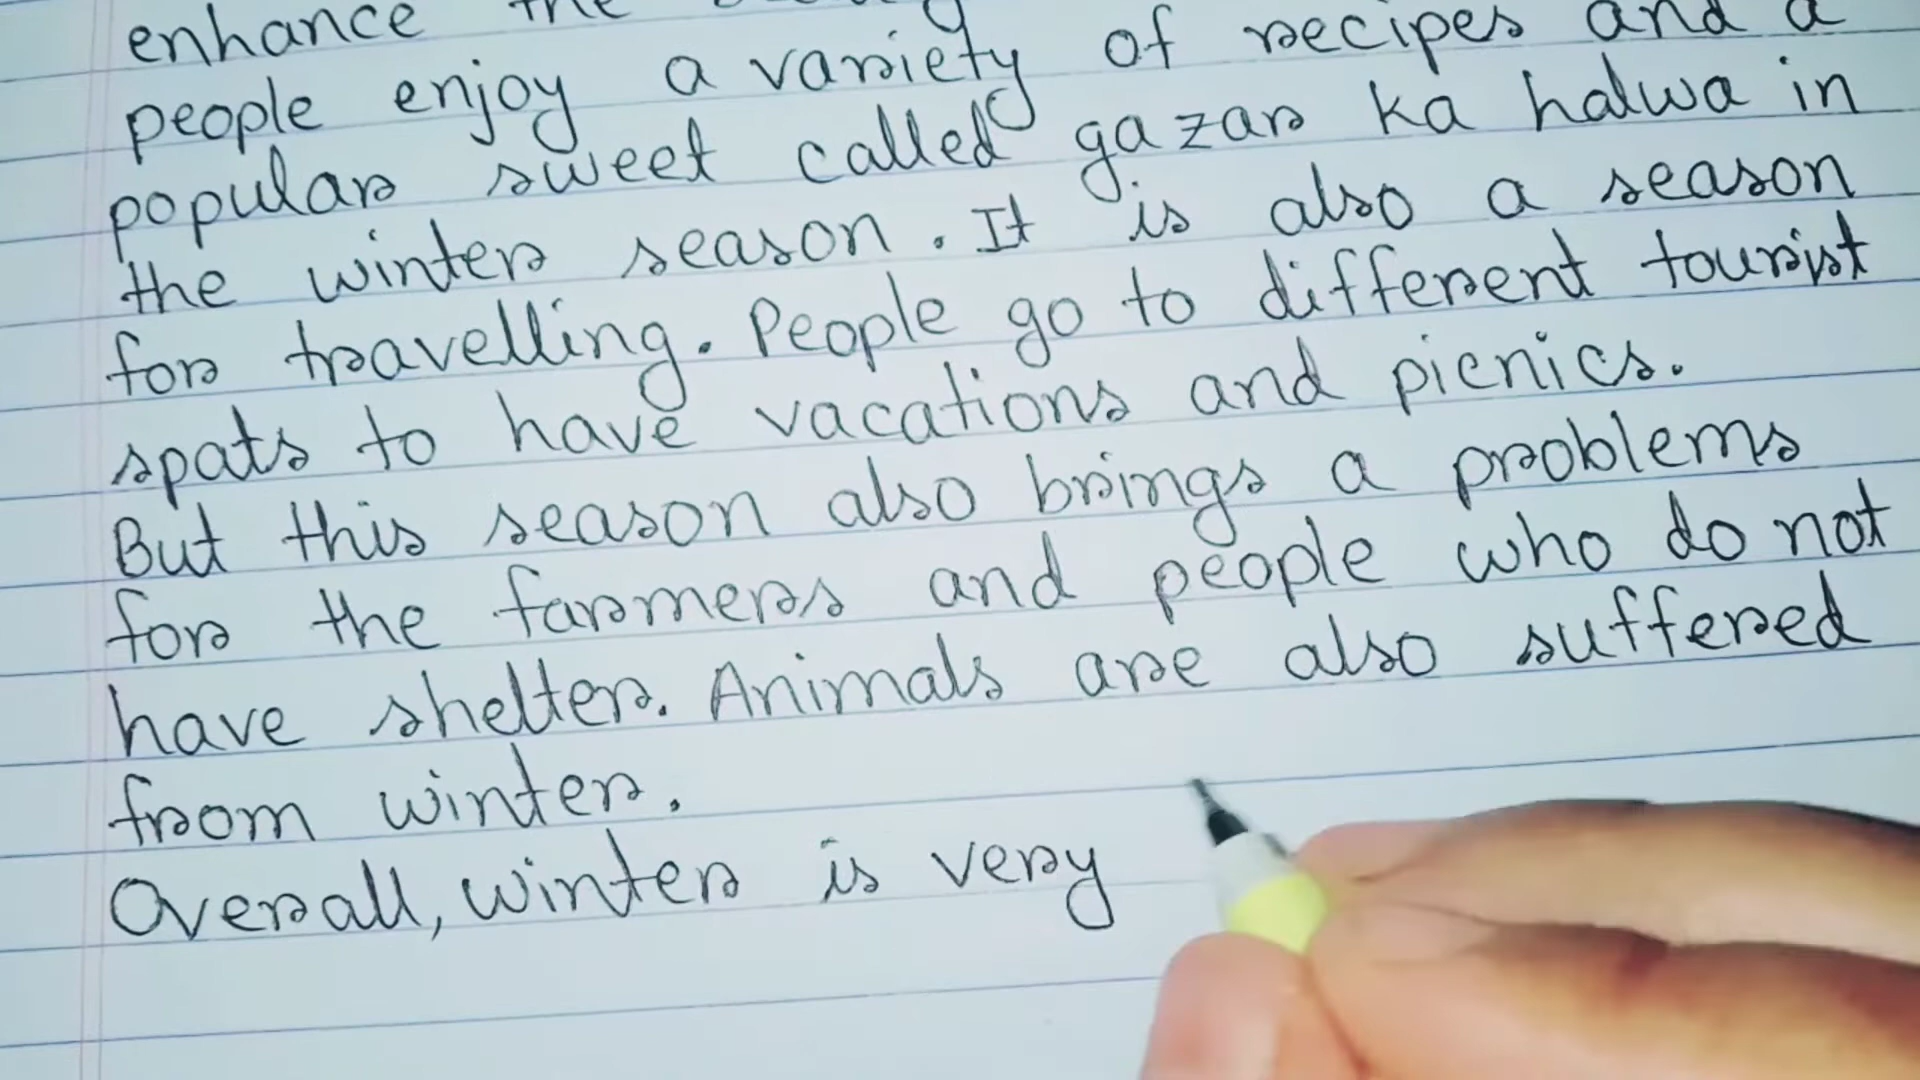 enhance the
people enjoy a variety of recipes and a
popular sweet called gazar ka halwa in
the winter season. It is also a season
for travelling. People go to different tourist
spats to have vacations and picnics.
But this season also brings a problems
for the farmers and people who do not
have shelter. Animals are also suffered
from winter.
Overall, winter is very